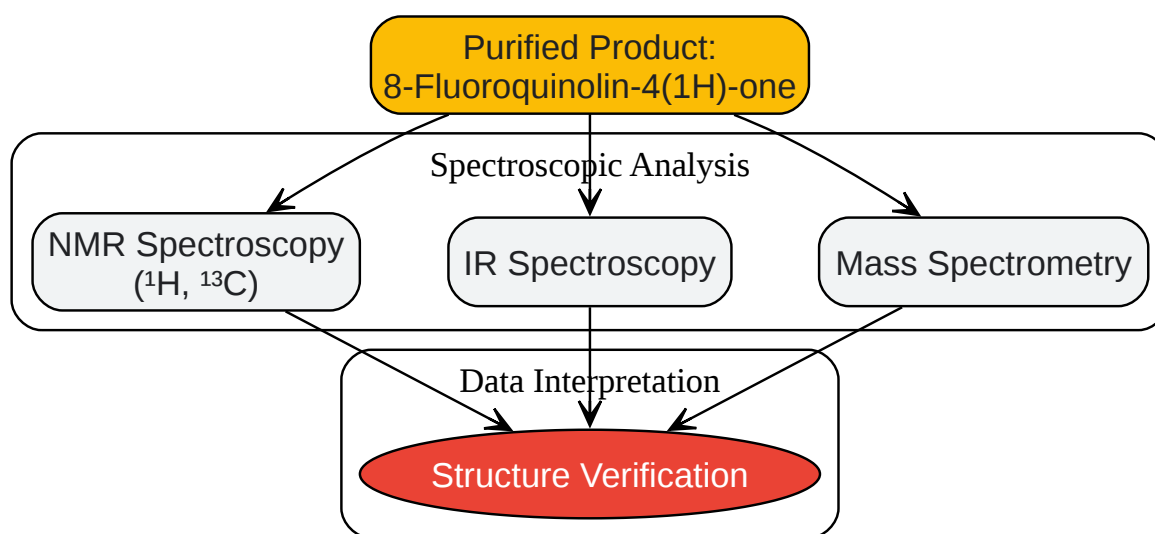 Purified Product:
8-Fluoroquinolin-4(1H)-one
Spectroscopic Analysis
NMR Spectroscopy
(¹H, ¹³C)
IR Spectroscopy
Mass Spectrometry
Data Interpretation
Structure Verification